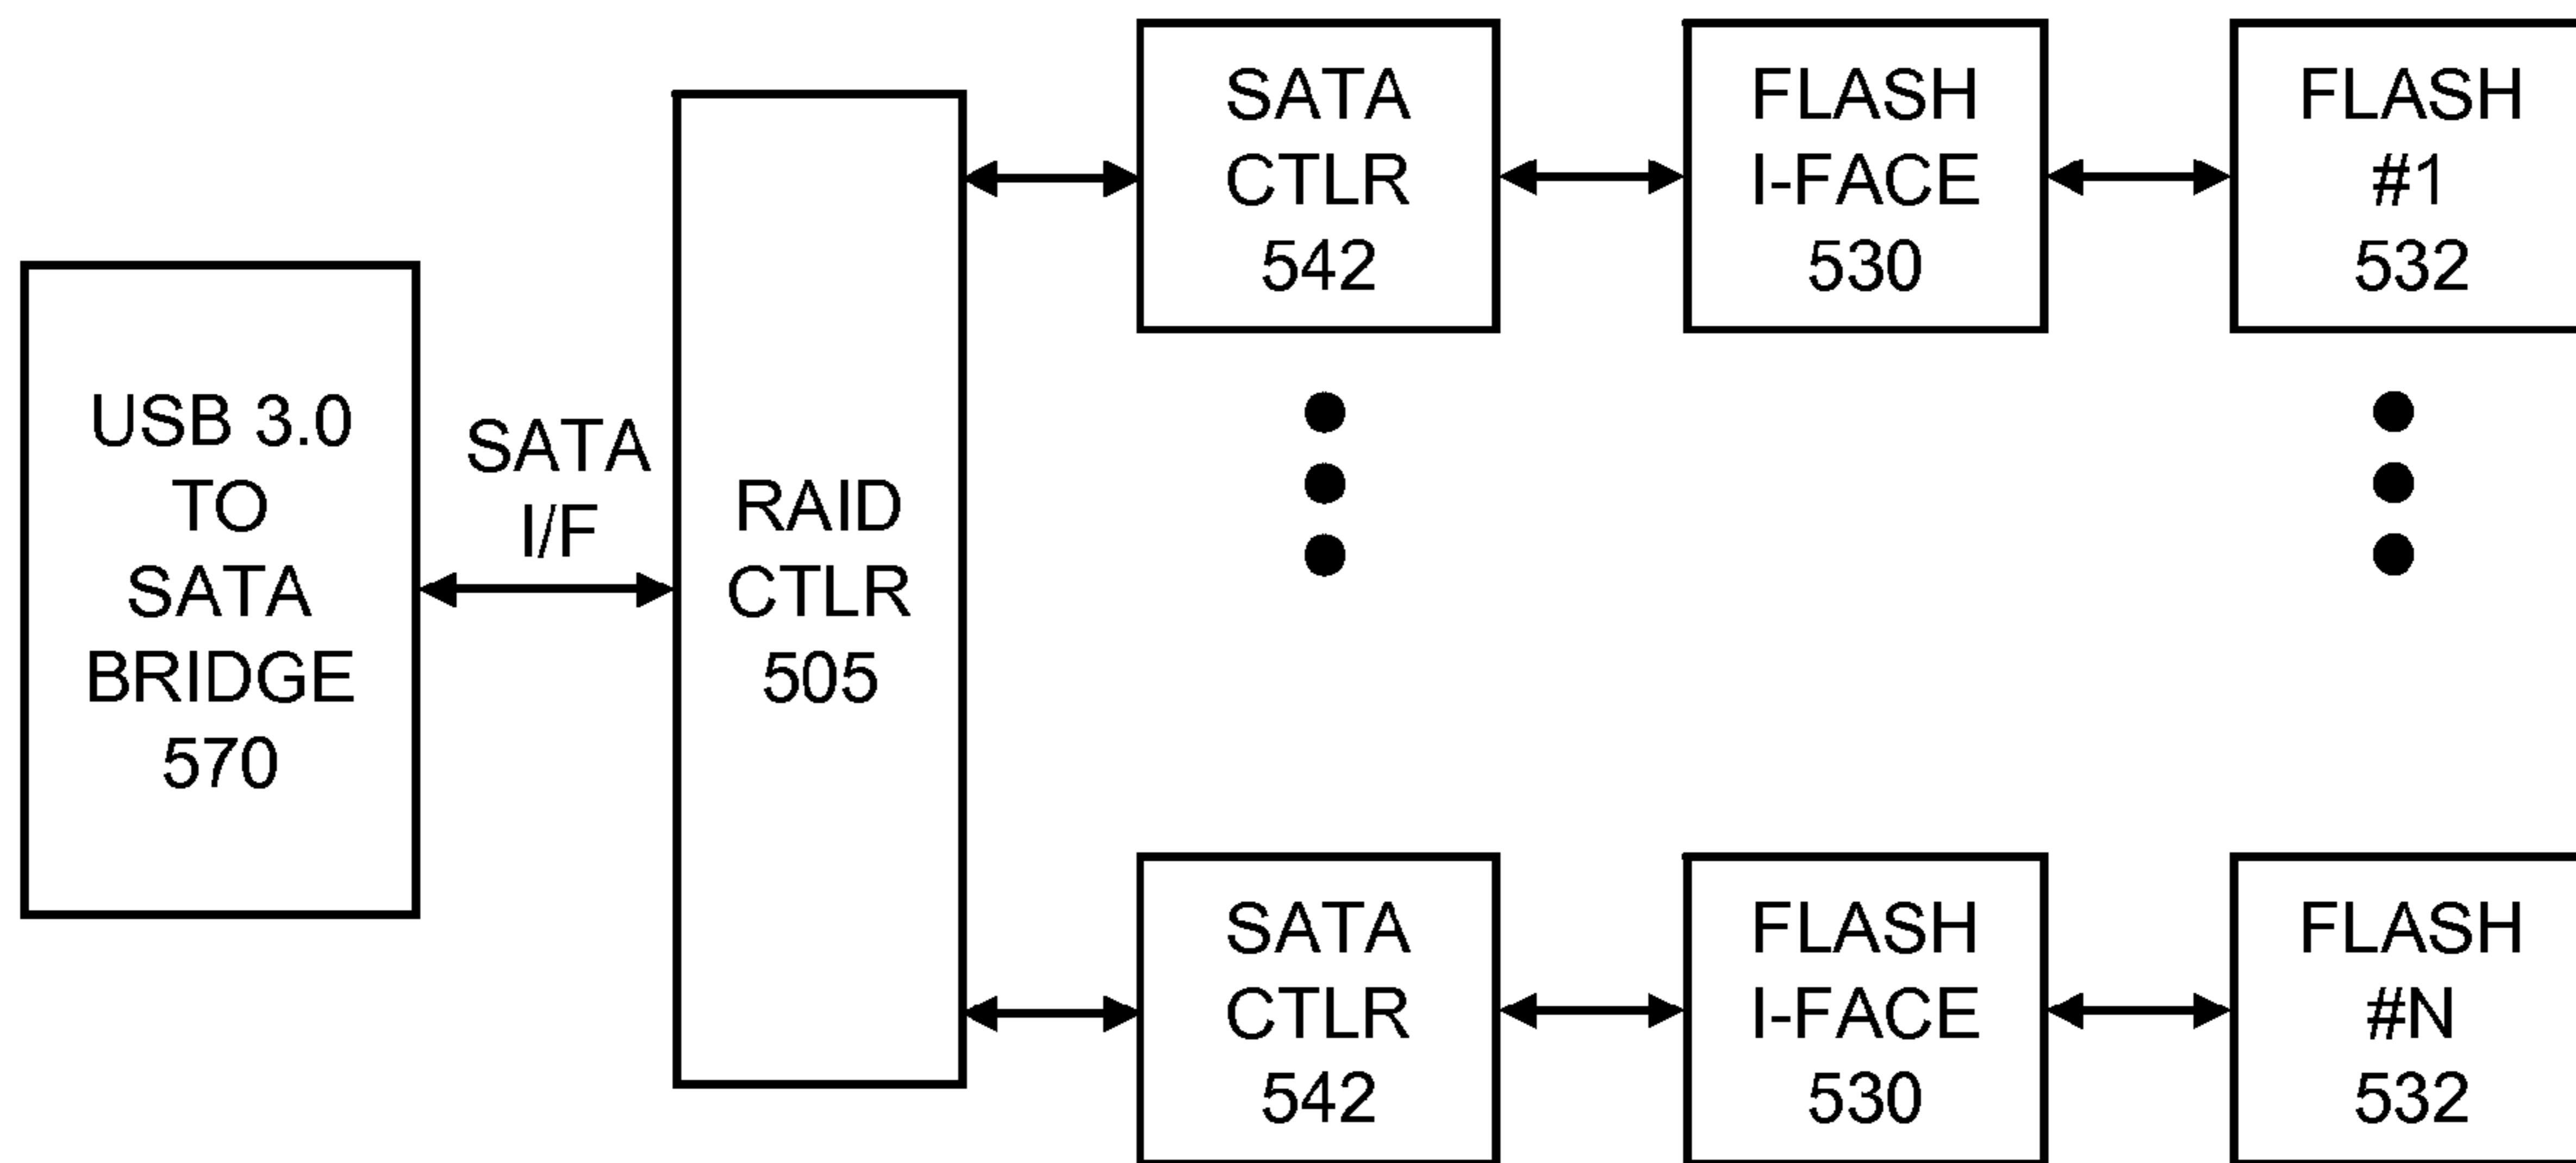 USB 3.0
TO
SATA
BRIDGE
570
SATA
I/F
RAID
CTLR
505
SATA
CTLR
542
FLASH
I-FACE
530
FLASH
#1
532
SATA
CTLR
542
FLASH
I-FACE
530
FLASH
#N
532